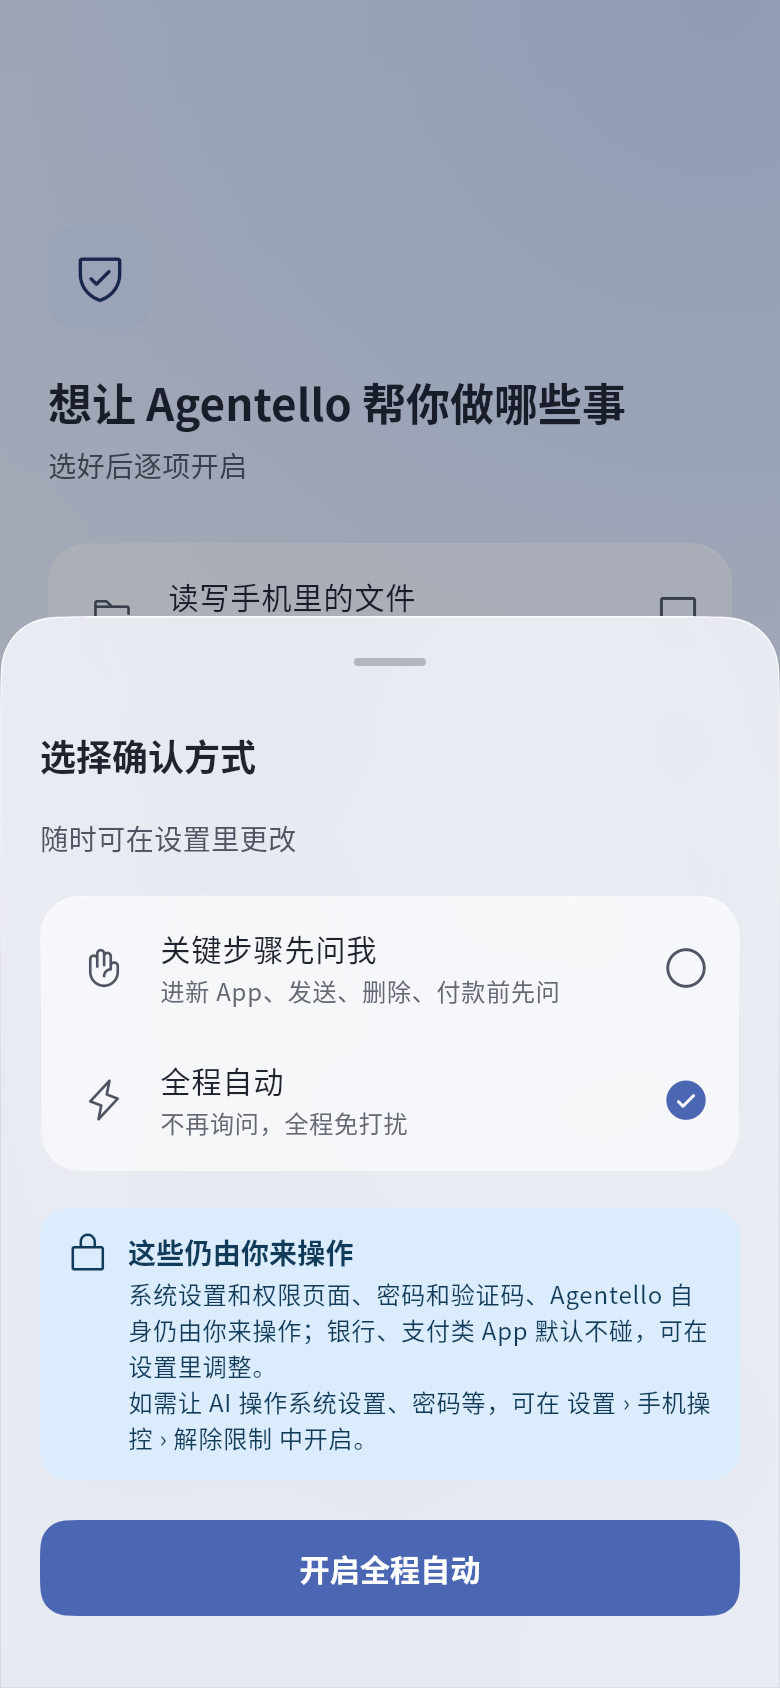 想让 Agentello 帮你做哪些事
选好后逐项开启
读写手机里的文件
选择确认方式
随时可在设置里更改
关键步骤先问我
进新 App、发送、删除、付款前先问
全程自动
不再询问，全程免打扰
这些仍由你来操作
系统设置和权限页面、密码和验证码、Agentello 自
身仍由你来操作；银行、支付类 App 默认不碰，可在
设置里调整。
如需让 AI 操作系统设置、密码等，可在 设置 › 手机操
控 › 解除限制 中开启。
开启全程自动